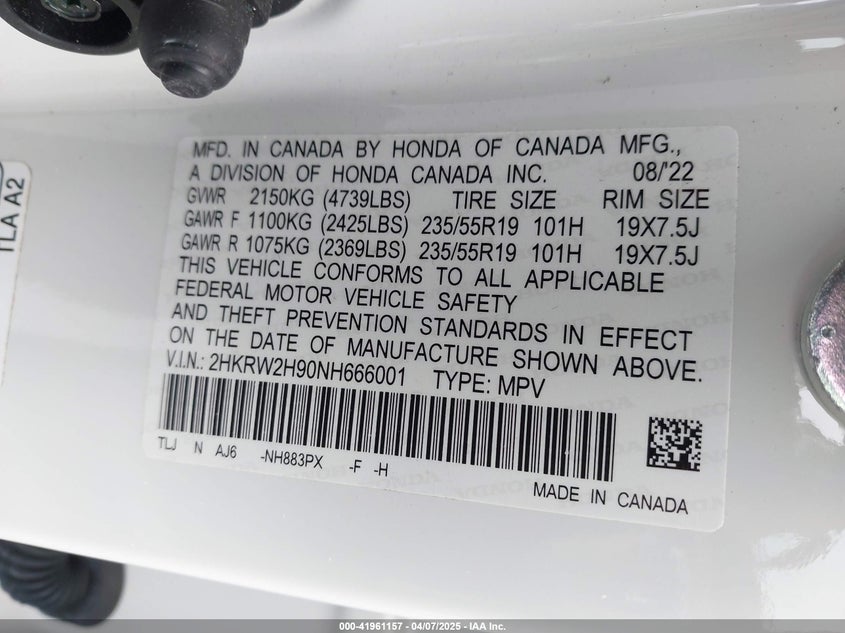 TLA A2
MFD. IN CANADA BY HONDA OF CANADA MFG.,
A DIVISION OF HONDA CANADA INC. 08/'22
GVWR 2150KG (4739LBS) TIRE SIZE RIM SIZE
GAWR F 1100KG (2425LBS) 235/55R19 101H 19X7.5J
GAWR R 1075KG (2369LBS) 235/55R19 101H 19X7.5J
THIS VEHICLE CONFORMS TO ALL APPLICABLE
FEDERAL MOTOR VEHICLE SAFETY
AND THEFT PREVENTION STANDARDS IN EFFECT
ON THE DATE OF MANUFACTURE SHOWN ABOVE.
V.I.N.: 2HKRW2H90NH666001 TYPE: MPV
TLJ N AJ6 -NH883PX -F -H
MADE IN CANADA
000-41961157 - 04/07/2025 - IAA Inc.